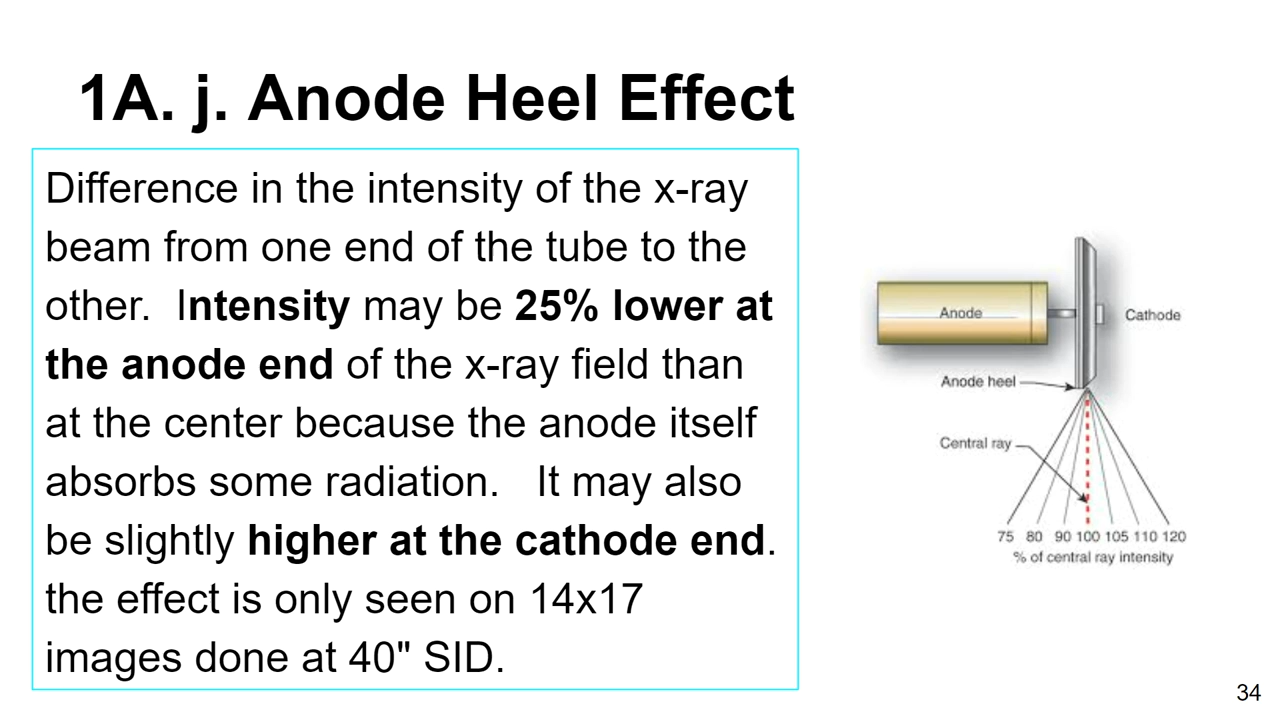 1A. j. Anode Heel Effect
Difference in the intensity of the x-ray
beam from one end of the tube to the
other.  Intensity may be 25% lower at
the anode end of the x-ray field than
at the center because the anode itself
absorbs some radiation.   It may also
be slightly higher at the cathode end.
the effect is only seen on 14x17
images done at 40" SID.
Anode
Cathode
Anode heel
Central ray
75 80 90 100 105 110 120
% of central ray intensity
34